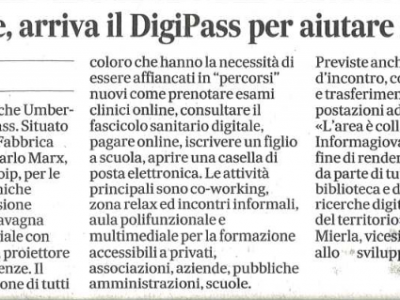 e, arriva il DigiPass per aiutare
che Umber-
ass. Situato
Fabbrica
arlo Marx,
oip, per le
niche
sione
avagna
iale con
proiettore
enze. Il
one di tutti
coloro che hanno la necessità di
essere affiancati in "percorsi"
nuovi come prenotare esami
clinici online, consultare il
fascicolo sanitario digitale,
pagare online, iscrivere un figlio
a scuola, aprire una casella di
posta elettronica. Le attività
principali sono co-working,
zona relax ed incontri informali,
aula polifunzionale e
multimediale per la formazione
accessibili a privati,
associazioni, aziende, pubbliche
amministrazioni, scuole.
Previste anch
d'incontro, co
e trasferimen
postazioni ad
«L'area è coll
Informagiova
fine di render
da parte di tu
biblioteca e d
ricerche digit
del territorio»
Mierla, vicesi
allo svilupp